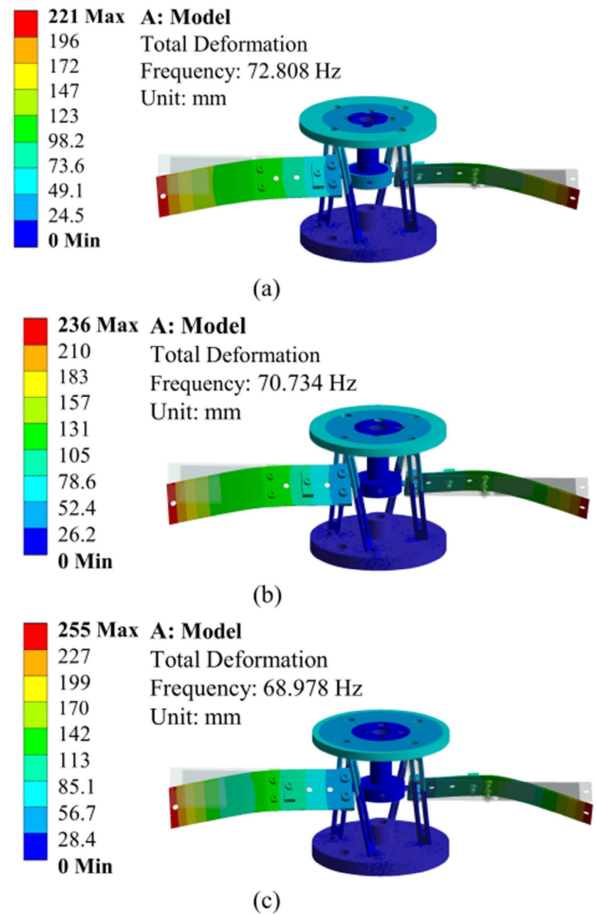 221 Max A: Model
196 Total Deformation
172 Frequency: 72.808 Hz
147 Unit: mm
123
98.2
73.6
49.1
24.5
0 Min
(a)
236 Max A: Model
210 Total Deformation
183 Frequency: 70.734 Hz
157 Unit: mm
131
105
78.6
52.4
26.2
0 Min
(b)
255 Max A: Model
227 Total Deformation
199 Frequency: 68.978 Hz
170 Unit: mm
142
113
85.1
56.7
28.4
0 Min
(c)